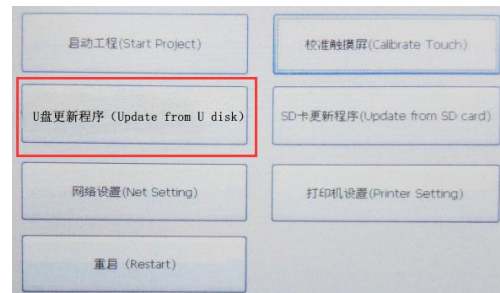 启动工程(Start Project)
校准触摸屏(Calibrate Touch)
U盘更新程序 (Update from U disk)
SD卡更新程序(Update from SD card)
网络设置(Net Setting)
打印机设置(Printer Setting)
重启 (Restart)